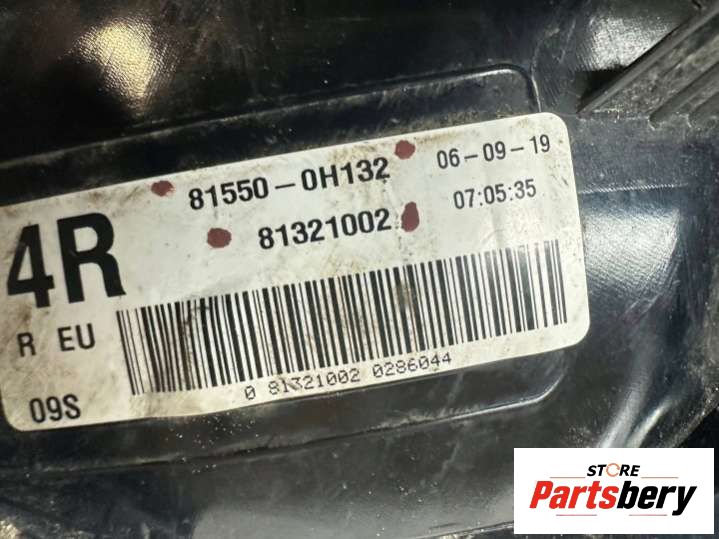 81550-0H132
06-09-19
81321002
07:05:35
4R
R EU
0 81321002 0286044
09S
STORE
Partsbery